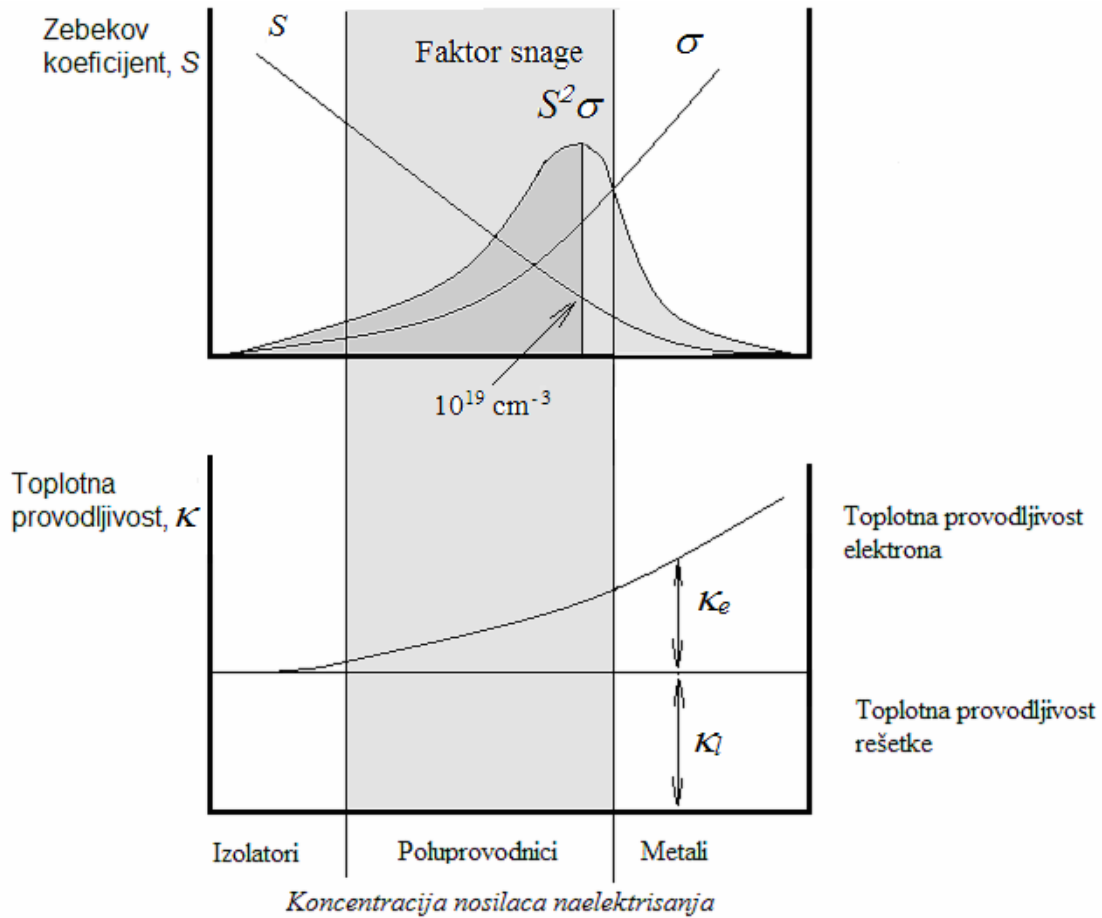 Zebekov
koeficijent, S
S
Faktor snage
S²σ
σ
10¹⁹ cm⁻³
Toplotna
provodljivost, κ
Toplotna provodljivost
elektrona
κe
Toplotna provodljivost
rešetke
κl
Izolatori
Poluprovodnici
Metali
Koncentracija nosilaca naelektrisanja